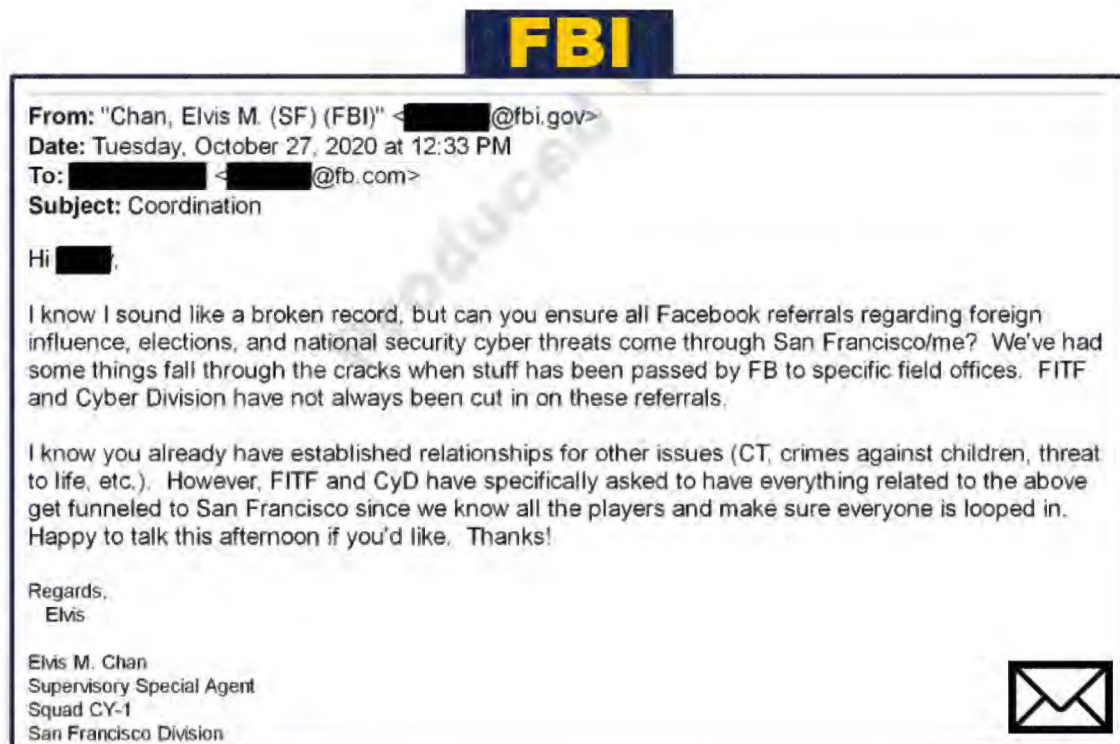 FBI
From: "Chan, Elvis M. (SF) (FBI)" < @fbi.gov>
Date: Tuesday, October 27, 2020 at 12:33 PM
To: < @fb.com>
Subject: Coordination
Hi ,
I know I sound like a broken record, but can you ensure all Facebook referrals regarding foreign
influence, elections, and national security cyber threats come through San Francisco/me? We've had
some things fall through the cracks when stuff has been passed by FB to specific field offices. FITF
and Cyber Division have not always been cut in on these referrals.
I know you already have established relationships for other issues (CT, crimes against children, threat
to life, etc.). However, FITF and CyD have specifically asked to have everything related to the above
get funneled to San Francisco since we know all the players and make sure everyone is looped in.
Happy to talk this afternoon if you'd like. Thanks!
Regards,
Elvis
Elvis M. Chan
Supervisory Special Agent
Squad CY-1
San Francisco Division
Produced